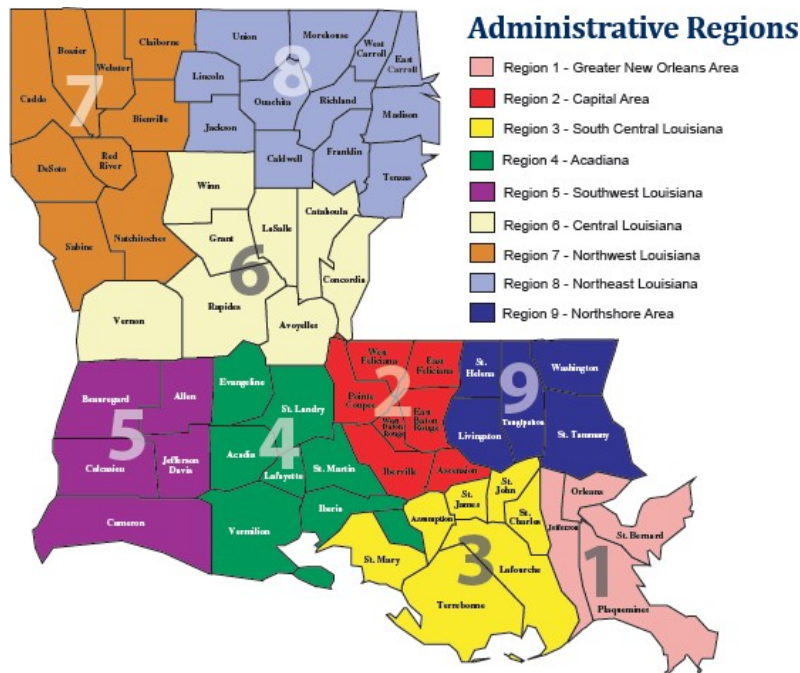 Administrative Regions
Region 1 - Greater New Orleans Area
Region 2 - Capital Area
Region 3 - South Central Louisiana
Region 4 - Acadiana
Region 5 - Southwest Louisiana
Region 6 - Central Louisiana
Region 7 - Northwest Louisiana
Region 8 - Northeast Louisiana
Region 9 - Northshore Area
7
Caddo
Bossier
Webster
Claiborne
Bienville
DeSoto
Red
River
Sabine
Natchitoches
8
Union
Morehouse
West
Carroll
East
Carroll
Lincoln
Ouachita
Richland
Madison
Jackson
Caldwell
Franklin
Tensas
6
Winn
Grant
LaSalle
Catahoula
Concordia
Vernon
Rapides
Avoyelles
5
Beauregard
Allen
Calcasieu
Jefferson
Davis
Cameron
4
Evangeline
St. Landry
Acadia
Lafayette
St. Martin
Iberia
Vermilion
2
West
Feliciana
East
Feliciana
Pointe
Coupee
West
Baton
Rouge
East
Baton
Rouge
Iberville
Ascension
9
St.
Helena
Tangipahoa
Washington
Livingston
St. Tammany
3
Assumption
St.
James
St.
John
St.
Charles
St. Mary
Lafourche
Terrebonne
1
Orleans
Jefferson
St. Bernard
Plaquemines